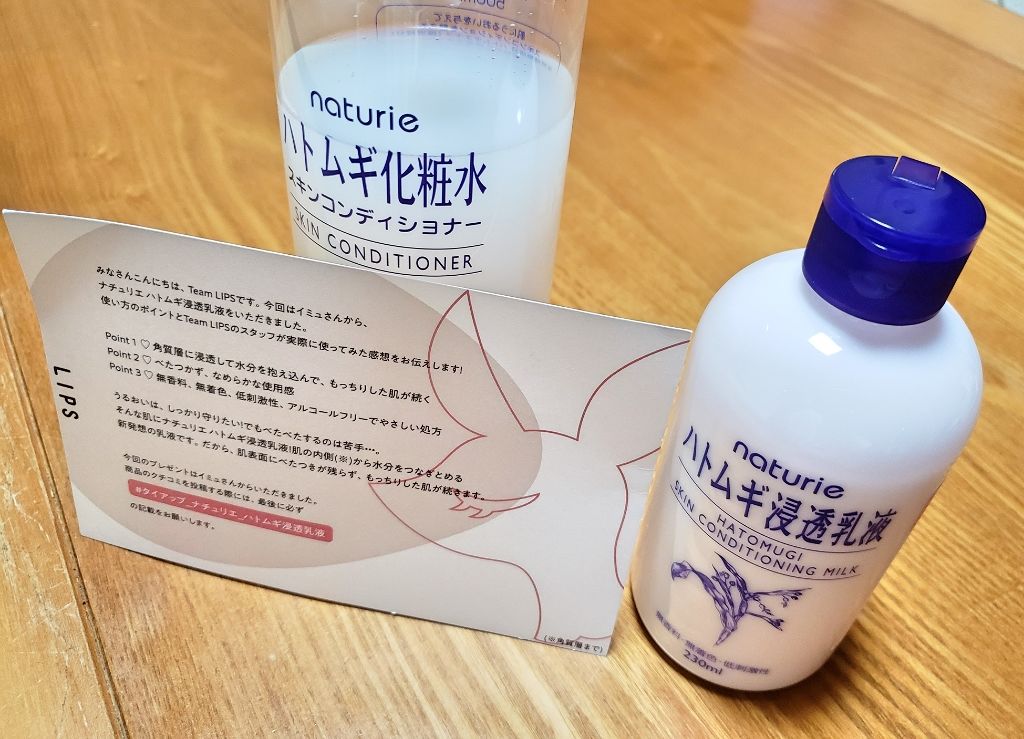 500ml
naturie
ハトムギ化粧水
スキンコンディショナー
SKIN CONDITIONER
LIPS
みなさんこんにちは、Team LIPSです。今回はイミュさんから、
ナチュリエ ハトムギ浸透乳液をいただきました。
使い方のポイントとTeam LIPSのスタッフが実際に使ってみた感想をお伝えします!
Point 1 ♡ 角質層に浸透して水分を抱え込んで、もっちりした肌が続く
Point 2 ♡ べたつかず、なめらかな使用感
Point 3 ♡ 無香料、無着色、低刺激性、アルコールフリーでやさしい処方
うるおいは、しっかり守りたい!でもべたべたするのは苦手…。
そんな肌にナチュリエ ハトムギ浸透乳液!肌の内側(※)から水分をつなぎとめる
新発想の乳液です。だから、肌表面にべたつきが残らず、もっちりした肌が続きます。
今回のプレゼントはイミュさんからいただきました。
商品のクチコミを投稿する際には、最後に必ず
#タイアップ_ナチュリエ_ハトムギ浸透乳液
の記載をお願いします。
(※角質層まで)
naturie
ハトムギ浸透乳液
HATOMUGI
SKIN CONDITIONING MILK
無香料・無着色・低刺激性
230ml